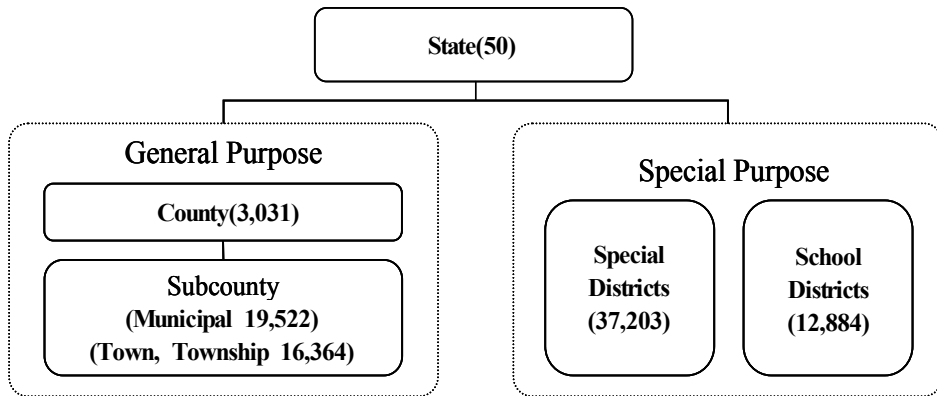 State(50)
General Purpose
County(3,031)
Subcounty
(Municipal 19,522)
(Town, Township 16,364)
Special Purpose
Special
Districts
(37,203)
School
Districts
(12,884)